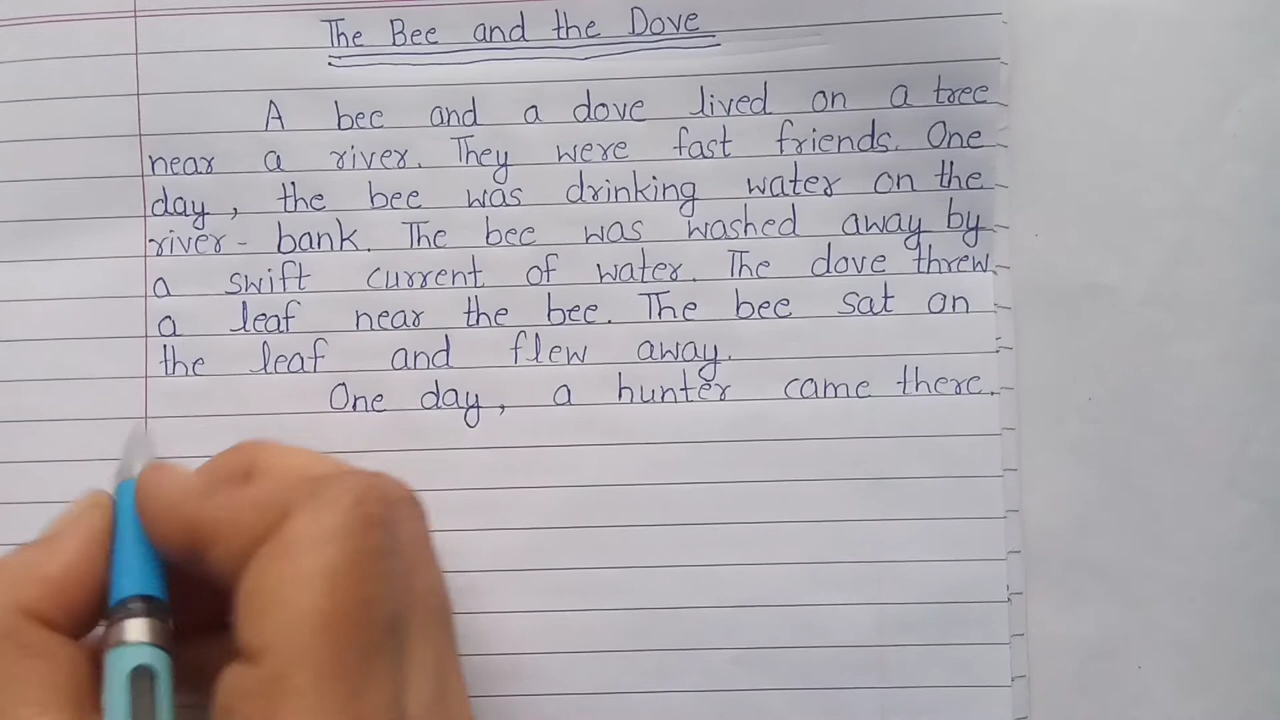 The Bee and the Dove
A bee and a dove lived on a tree
near a river. They were fast friends. One
day, the bee was drinking water on the
river-bank. The bee was washed away by
a swift current of water. The dove threw
a leaf near the bee. The bee sat on
the leaf and flew away.
One day, a hunter came there.